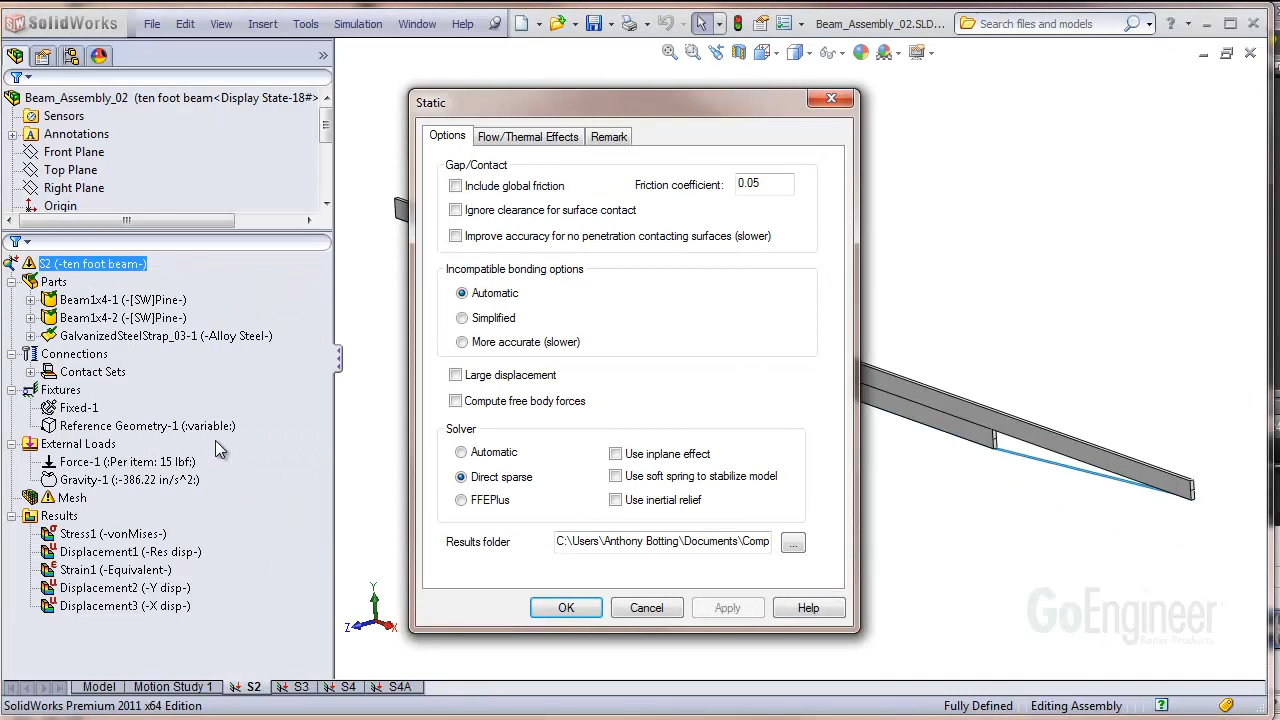 SolidWorks File Edit View Insert Tools Simulation Window Help Beam_Assembly_02.SLD... Search files and models
Beam_Assembly_02 (ten foot beam<Display State-18#>
Sensors
Annotations
Front Plane
Top Plane
Right Plane
Origin
S2 (-ten foot beam-)
Parts
Beam1x4-1 (-[SW]Pine-)
Beam1x4-2 (-[SW]Pine-)
GalvanizedSteelStrap_03-1 (-Alloy Steel-)
Connections
Contact Sets
Fixtures
Fixed-1
Reference Geometry-1 (:variable:)
External Loads
Force-1 (:Per item: 15 lbf:)
Gravity-1 (:-386.22 in/s^2:)
Mesh
Results
Stress1 (-vonMises-)
Displacement1 (-Res disp-)
Strain1 (-Equivalent-)
Displacement2 (-Y disp-)
Displacement3 (-X disp-)
Static
Options Flow/Thermal Effects Remark
Gap/Contact
Include global friction Friction coefficient: 0.05
Ignore clearance for surface contact
Improve accuracy for no penetration contacting surfaces (slower)
Incompatible bonding options
Automatic
Simplified
More accurate (slower)
Large displacement
Compute free body forces
Solver
Automatic Use inplane effect
Direct sparse Use soft spring to stabilize model
FFEPlus Use inertial relief
Results folder C:\Users\Anthony Botting\Documents\Comp ...
OK Cancel Apply Help
Y
Z X
GoEngineer
Better Products.
Model Motion Study 1 S2 S3 S4 S4A
SolidWorks Premium 2011 x64 Edition Fully Defined Editing Assembly